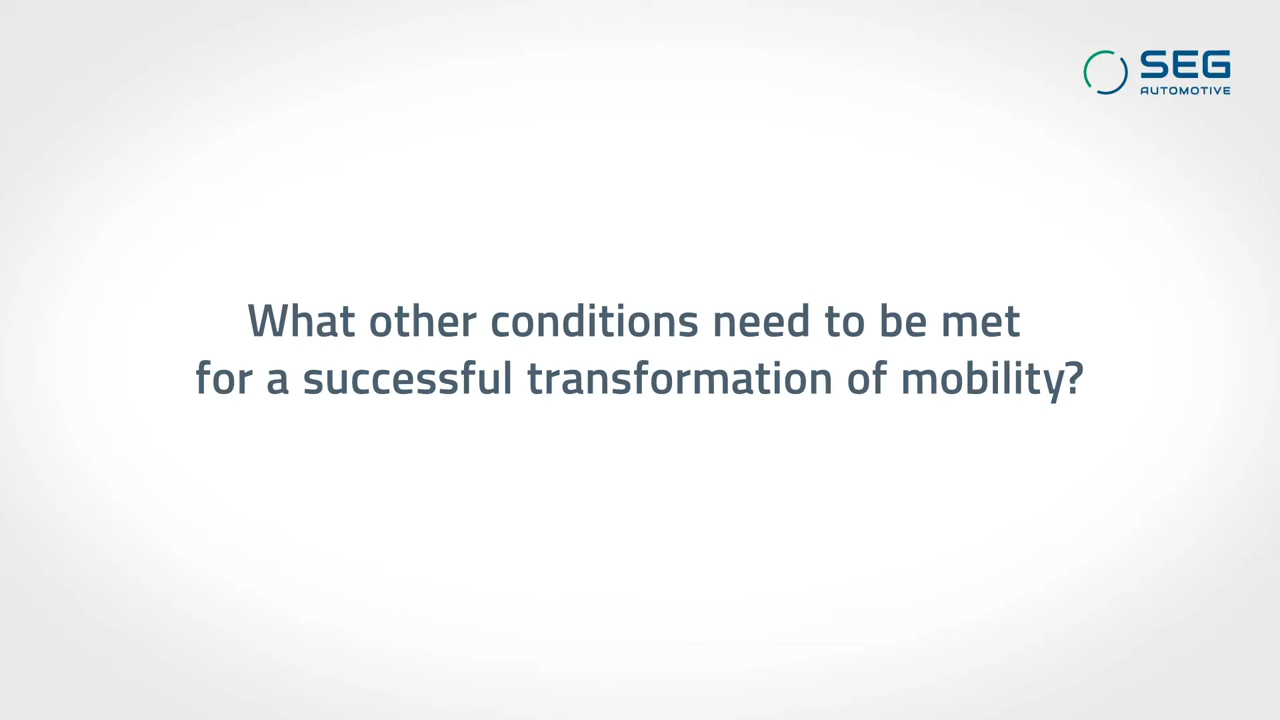 SEG
AUTOMOTIVE
What other conditions need to be met
for a successful transformation of mobility?